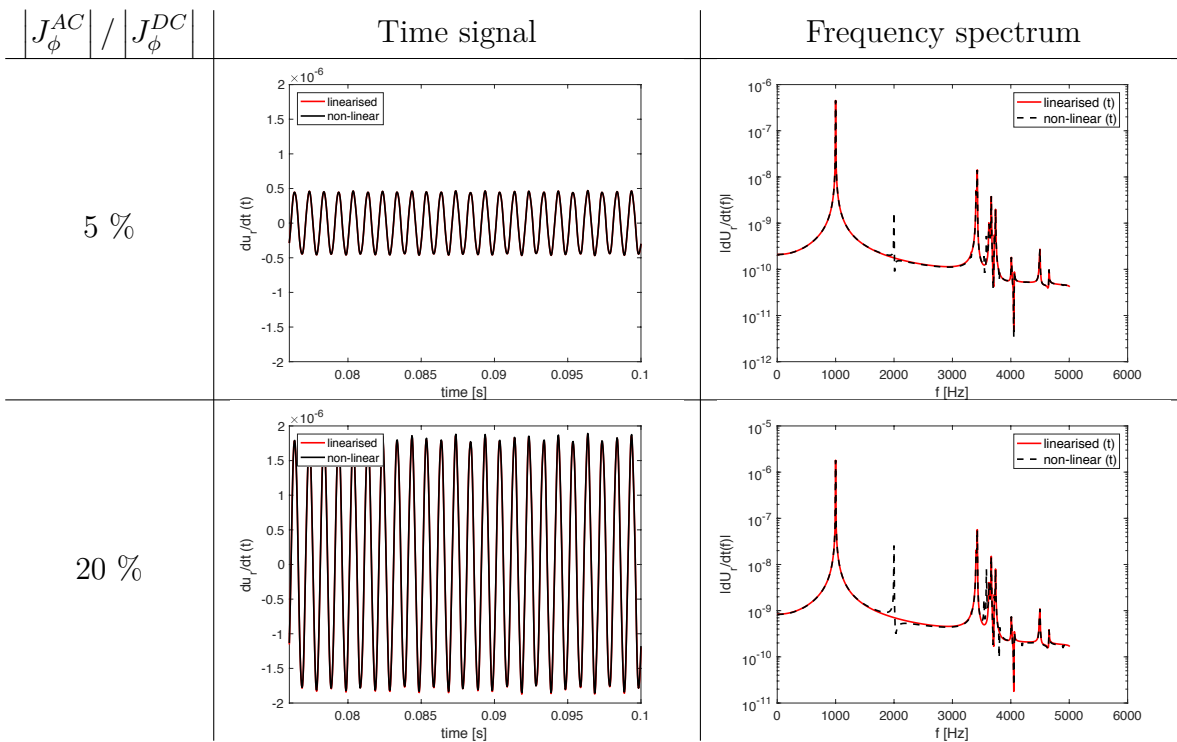 |J_ϕ^{AC}| / |J_ϕ^{DC}| Time signal Frequency spectrum
5 %
×10^{-6}
2
1.5
1
0.5
0
-0.5
-1
-1.5
-2
0.08 0.085 0.09 0.095 0.1
time [s]
du_r/dt (t)
linearised
non-linear
10^{-6}
10^{-7}
10^{-8}
10^{-9}
10^{-10}
10^{-11}
10^{-12}
0 1000 2000 3000 4000 5000 6000
f [Hz]
|dU_r/dt(f)|
linearised (t)
non-linear (t)
20 %
×10^{-6}
2
1.5
1
0.5
0
-0.5
-1
-1.5
-2
0.08 0.085 0.09 0.095 0.1
time [s]
du_r/dt (t)
linearised
non-linear
10^{-5}
10^{-6}
10^{-7}
10^{-8}
10^{-9}
10^{-10}
10^{-11}
0 1000 2000 3000 4000 5000 6000
f [Hz]
|dU_r/dt(f)|
linearised (t)
non-linear (t)